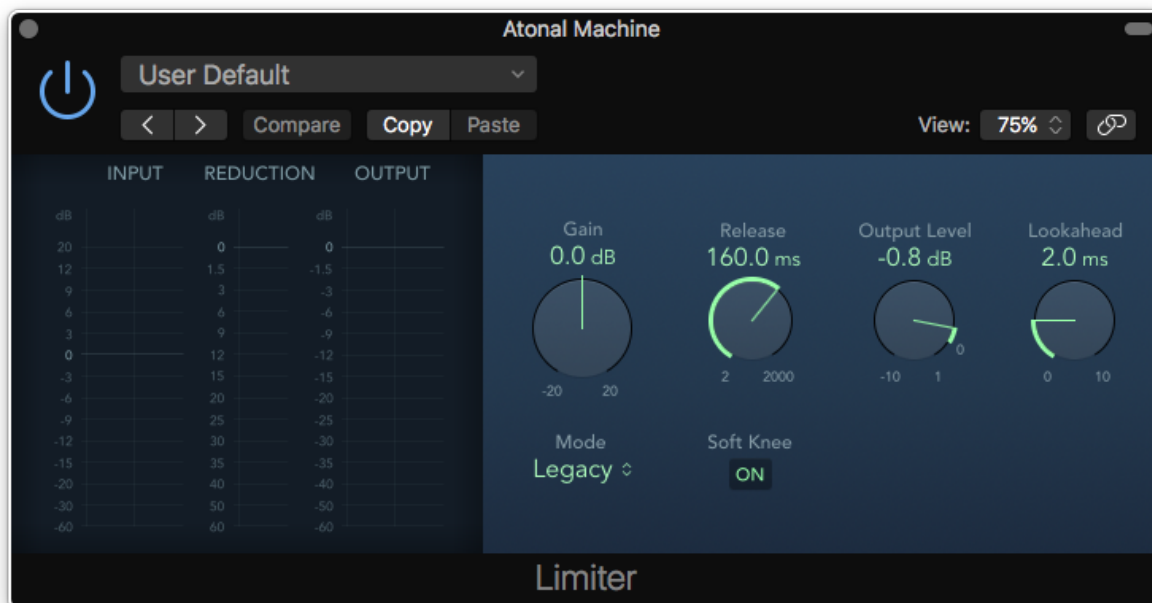 Atonal Machine
User Default
Compare Copy Paste View: 75%
INPUT REDUCTION OUTPUT
dB dB dB
20 0 0
12 1.5 -1.5
9 3 -3
6 6 -6
3 9 -9
0 12 -12
-3 15 -15
-6 20 -20
-9 25 -25
-12 30 -30
-15 35 -35
-20 40 -40
-30 50 -50
-60 60 -60
Gain Release Output Level Lookahead
0.0 dB 160.0 ms -0.8 dB 2.0 ms
0
-20 20 2 2000 -10 1 0 10
Mode Soft Knee
Legacy ON
Limiter